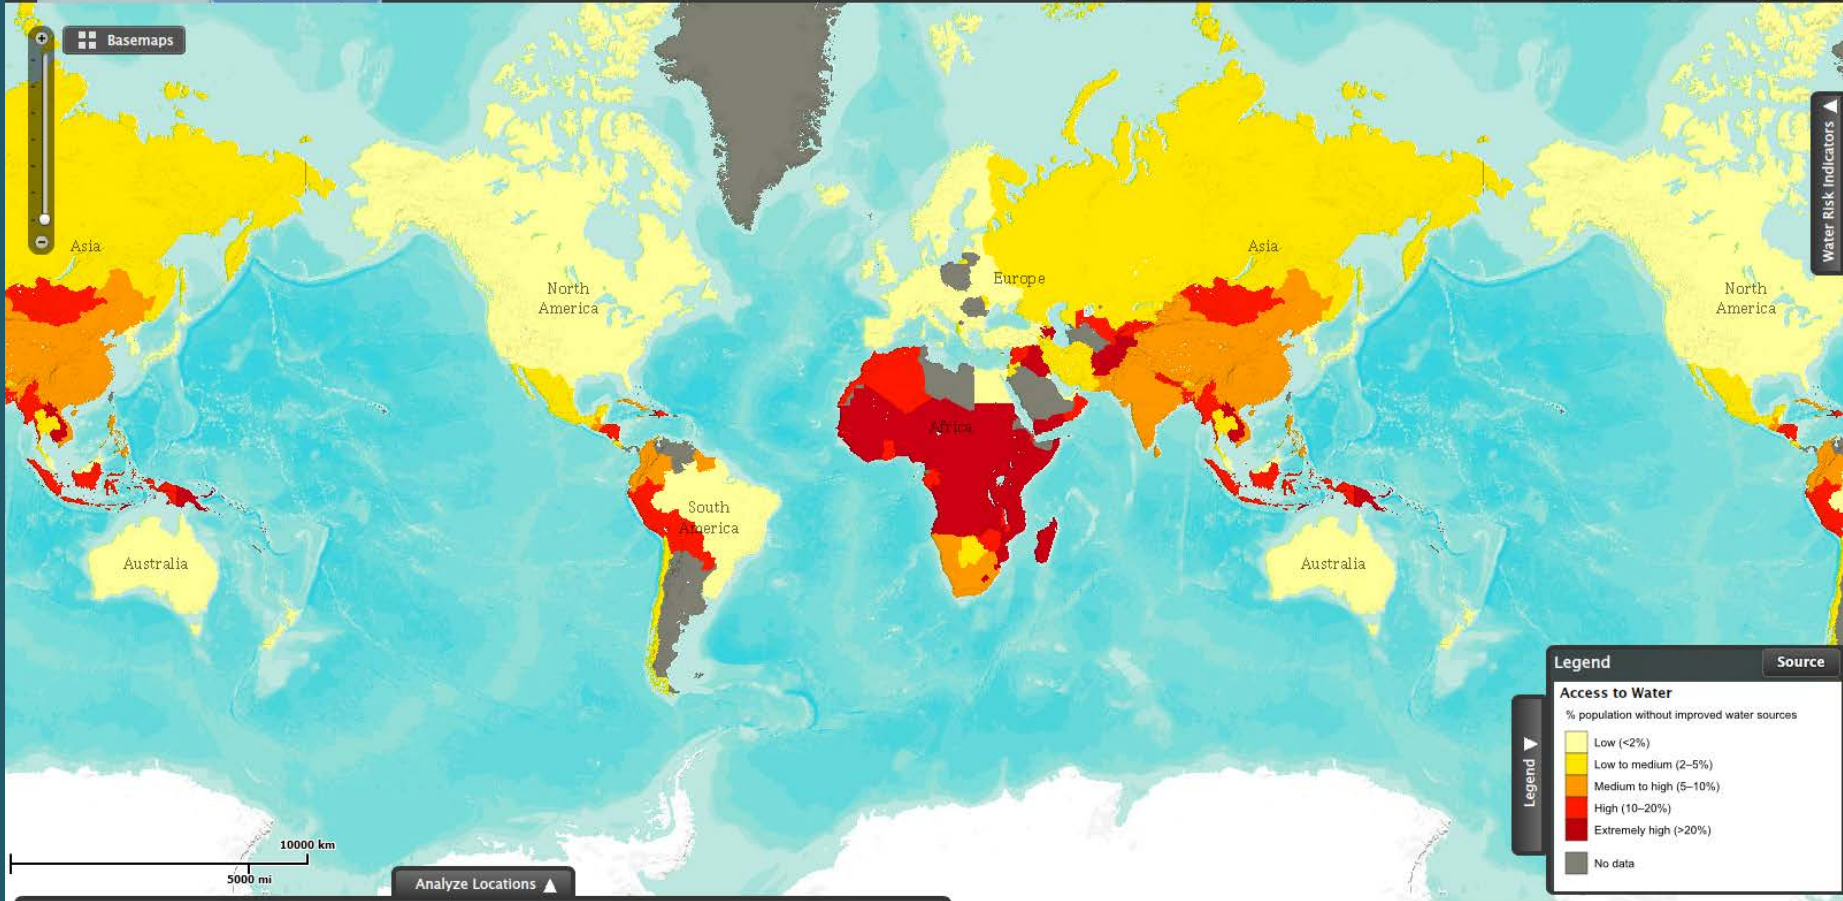 +
Basemaps
Water Risk Indicators ◀
Asia
Asia
Europe
North
America
North
America
Africa
South
America
Australia
Australia
Legend
Source
Access to Water
% population without improved water sources
Low (<2%)
Low to medium (2–5%)
Medium to high (5–10%)
High (10–20%)
Extremely high (>20%)
No data
Legend ▶
10000 km
5000 mi
Analyze Locations ▲